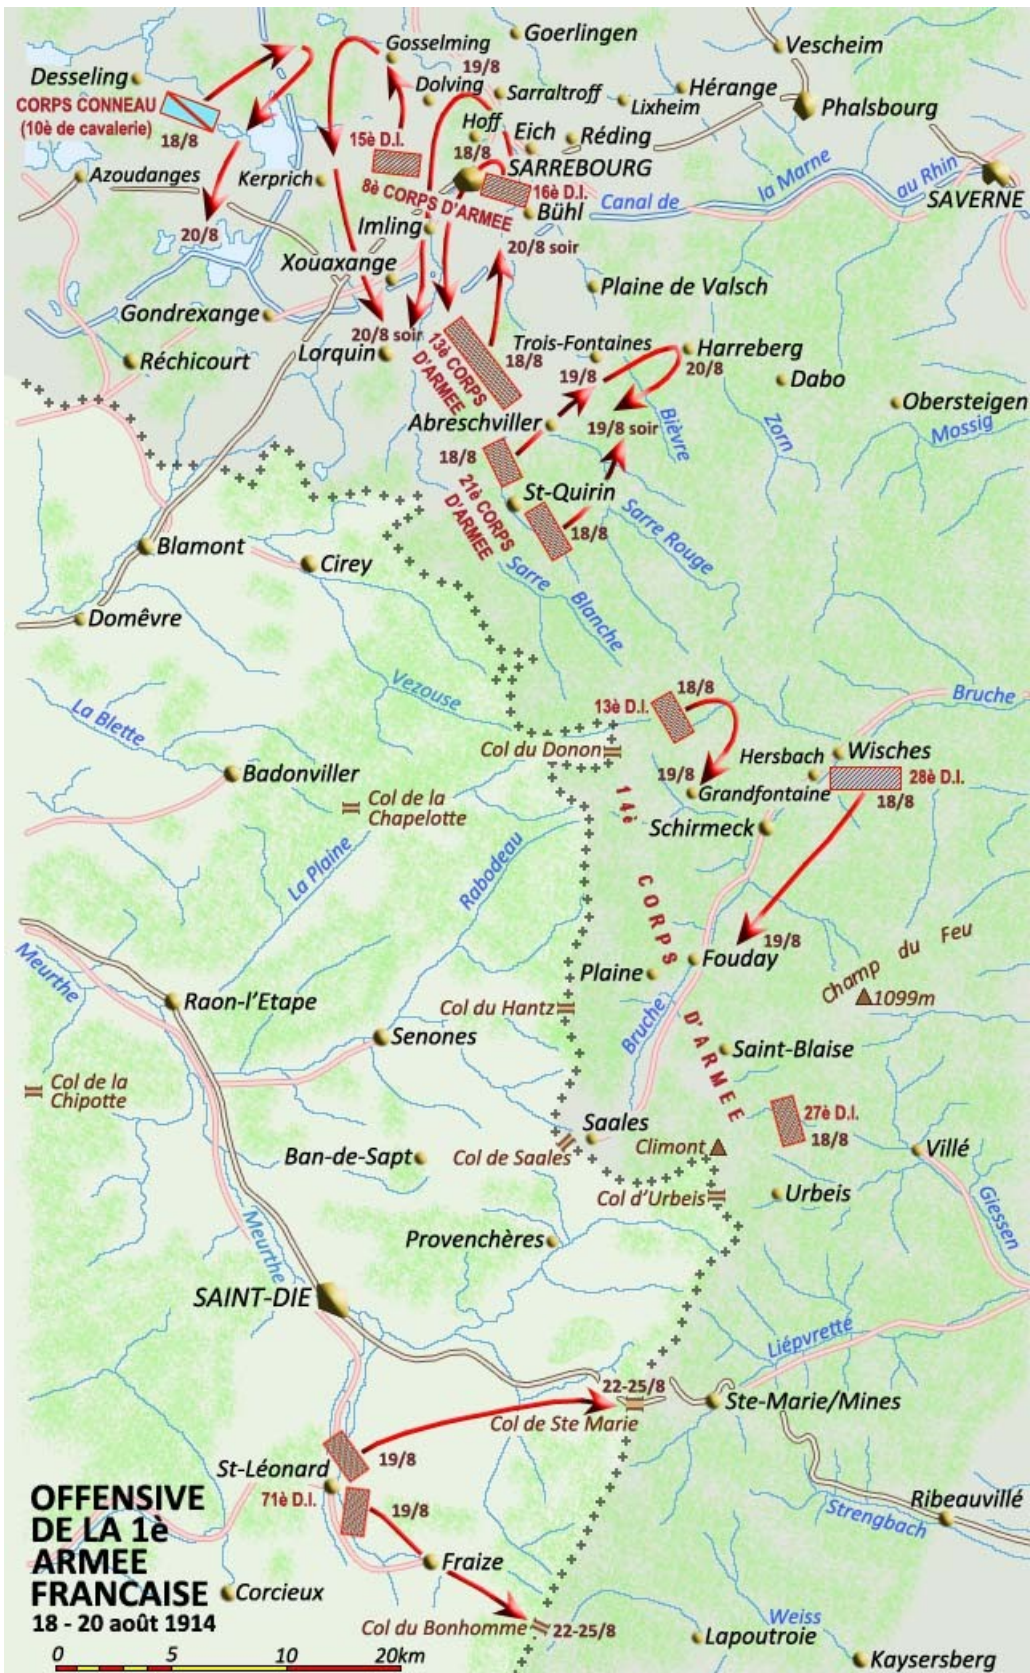 Goerlingen
Gosselming
Vescheim
Desseling
19/8
Dolving
Sarraltroff
Hérange
Lixheim
Phalsbourg
CORPS CONNEAU
(10è de cavalerie)
18/8
15è D.I.
Hoff
18/8
Eich
Réding
Azoudanges
Kerprich
SARREBOURG
16è D.I.
8è CORPS D'ARMEE
Bühl
Canal de
la Marne
au Rhin
SAVERNE
20/8
Imling
20/8 soir
Xouaxange
Plaine de Valsch
Gondrexange
20/8 soir
Réchicourt
Lorquin
13è CORPS
D'ARMEE
18/8
Trois-Fontaines
Harreberg
20/8
19/8
Dabo
Abreschviller
19/8 soir
Bièvre
Zorn
Obersteigen
Mossig
18/8
21è CORPS
D'ARMEE
St-Quirin
18/8
Sarre Rouge
Blamont
Cirey
Sarre
Blanche
Domêvre
Vezouse
La Blette
13è D.I.
18/8
Bruche
Col du Donon
Hersbach
Wisches
19/8
Grandfontaine
28è D.I.
18/8
Badonviller
Col de la
Chapelotte
14è
Schirmeck
La Plaine
Rabodeau
CORPS
19/8
Plaine
Fouday
Champ du Feu
1099m
Meurthe
Raon-l'Etape
Col du Hantz
Bruche
Senones
D'ARMEE
Saint-Blaise
Col de la
Chipotte
27è D.I.
18/8
Saales
Ban-de-Sapt
Col de Saales
Climont
Villé
Col d'Urbeis
Urbeis
Giessen
Meurthe
Provenchères
SAINT-DIE
Liépvrette
22-25/8
Col de Ste Marie
Ste-Marie/Mines
19/8
St-Léonard
71è D.I.
19/8
Ribeauvillé
Strengbach
OFFENSIVE
DE LA 1è
ARMEE
FRANCAISE
18 - 20 août 1914
Fraize
Corcieux
Col du Bonhomme
22-25/8
Weiss
Lapoutroie
Kaysersberg
0 5 10 20km